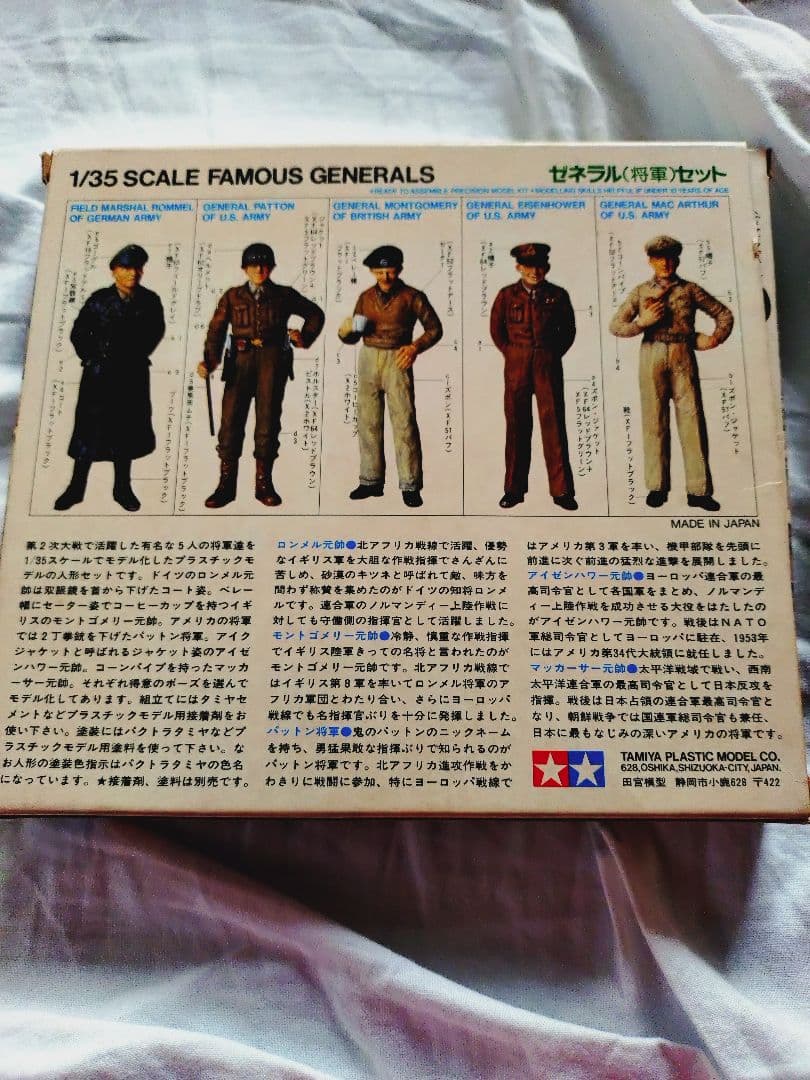 1/35 SCALE FAMOUS GENERALS
ゼネラル(将軍)セット
★READY TO ASSEMBLE PRECISION MODEL KIT ★MODELLING SKILLS HELPFUL IF UNDER 10 YEARS OF AGE
FIELD MARSHAL ROMMEL
OF GERMAN ARMY
GENERAL PATTON
OF U.S. ARMY
GENERAL MONTGOMERY
OF BRITISH ARMY
GENERAL EISENHOWER
OF U.S. ARMY
GENERAL MAC ARTHUR
OF U.S. ARMY
MADE IN JAPAN
第2次大戦で活躍した有名な5人の将軍達を
1/35スケールでモデル化したプラスチックモ
デルの人形セットです。ドイツのロンメル元
帥は双眼鏡を首から下げたコート姿。ベレー
帽にセーター姿でコーヒーカップを持つイギ
リスのモントゴメリー元帥。アメリカの将軍
では2丁拳銃を下げたパットン将軍。アイク
ジャケットと呼ばれるジャケット姿のアイゼ
ンハワー元帥。コーンパイプを持ったマッカ
ーサー元帥。それぞれ得意のポーズを選んで
モデル化してあります。組立てにはタミヤセ
メントなどプラスチックモデル用接着剤をお
使い下さい。塗装にはパクトラタミヤなどプ
ラスチックモデル用塗料を使って下さい。な
お人形の塗装色指示はパクトラタミヤの色名
になっています。★接着剤、塗料は別売です。
ロンメル元帥●北アフリカ戦線で活躍、優勢
なイギリス軍を大胆な作戦指揮でさんざんに
苦しめ、砂漠のキツネと呼ばれて敵、味方を
問わず称賛を集めたのがドイツの知将ロンメ
ルです。連合軍のノルマンディー上陸作戦に
対しても守備側の指揮官として活躍しました。
モントゴメリー元帥●冷静、慎重な作戦指揮
でイギリス陸軍きっての名将と言われたのが
モントゴメリー元帥です。北アフリカ戦線で
はイギリス第8軍を率いてロンメル将軍のア
フリカ軍団とわたり合い、さらにヨーロッパ
戦線でも名指揮官ぶりを十分に発揮しました。
パットン将軍●鬼のパットンのニックネーム
を持ち、勇猛果敢な指揮ぶりで知られるのが
パットン将軍です。北アフリカ進攻作戦をか
わきりに戦闘に参加、特にヨーロッパ戦線で
はアメリカ第3軍を率い、機甲部隊を先頭に
前進に次ぐ前進の猛烈な進撃を展開しました。
アイゼンハワー元帥●ヨーロッパ連合軍の最
高司令官として各国軍をまとめ、ノルマンデ
ィー上陸作戦を成功させる大役をはたしたの
がアイゼンハワー元帥です。戦後はNATO
軍総司令官としてヨーロッパに駐在、1953年
にはアメリカ第34代大統領に就任しました。
マッカーサー元帥●太平洋戦域で戦い、西南
太平洋連合軍の最高司令官として日本反攻を
指揮。戦後は日本占領の連合軍最高司令官と
なり、朝鮮戦争では国連軍総司令官も兼任、
日本に最もなじみの深いアメリカの将軍です。
TAMIYA PLASTIC MODEL CO.
628,OSHIKA,SHIZUOKA-CITY,JAPAN.
田宮模型 静岡市小鹿628 〒422